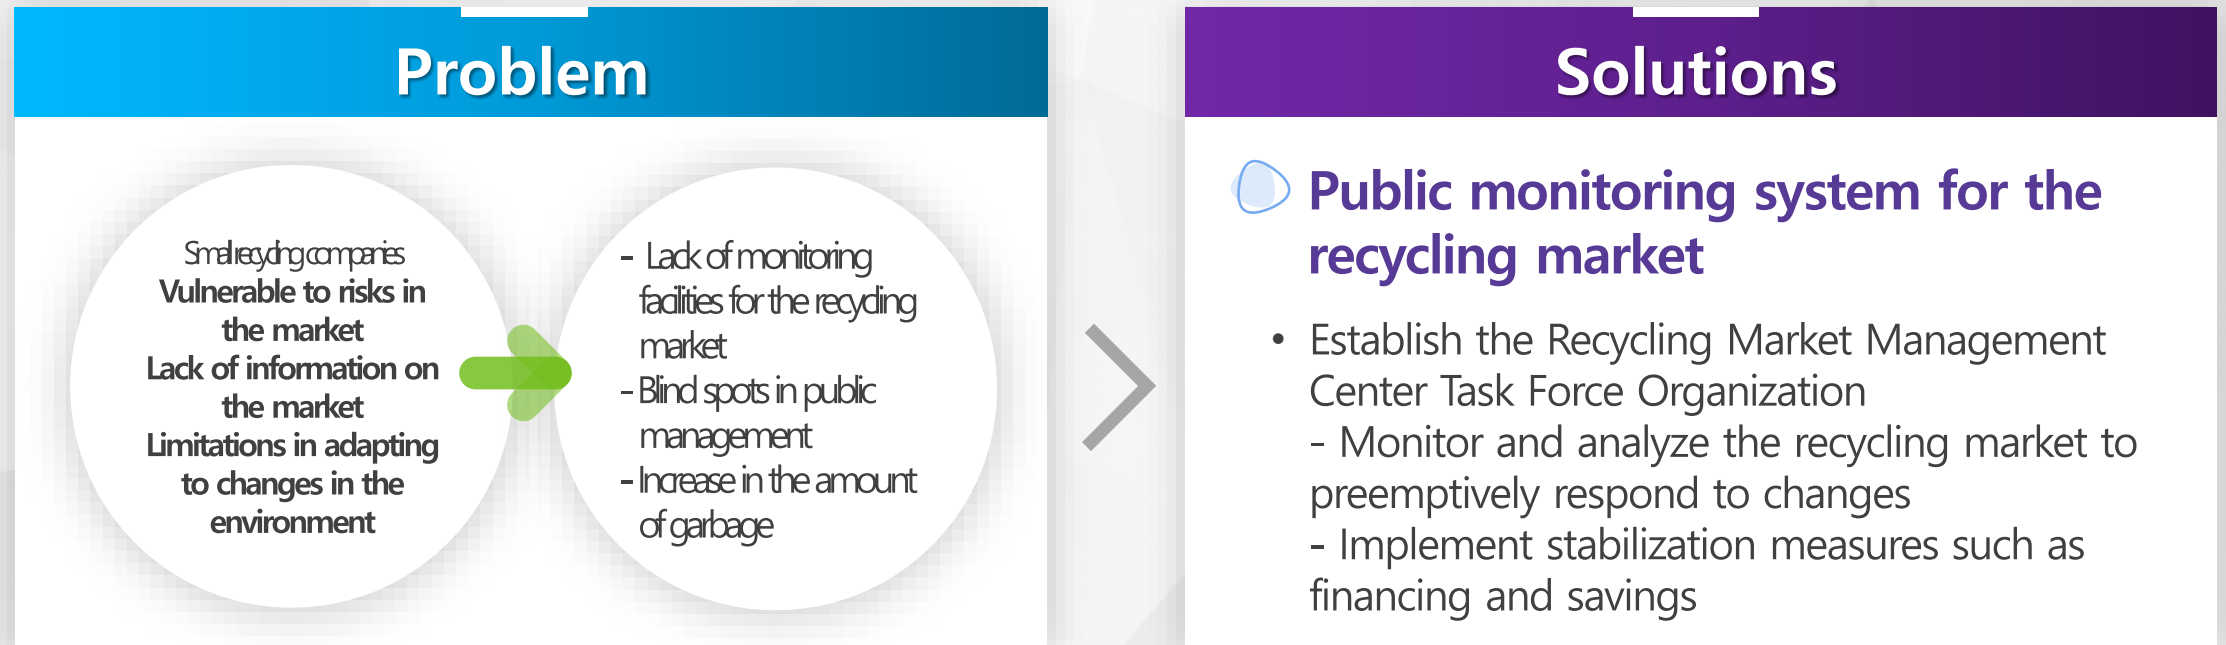 Problem
Small recycling companies
Vulnerable to risks in
the market
Lack of information on
the market
Limitations in adapting
to changes in the
environment
- Lack of monitoring
facilities for the recycling
market
- Blind spots in public
management
- Increase in the amount
of garbage
Solutions
Public monitoring system for the
recycling market
• Establish the Recycling Market Management
Center Task Force Organization
- Monitor and analyze the recycling market to
preemptively respond to changes
- Implement stabilization measures such as
financing and savings